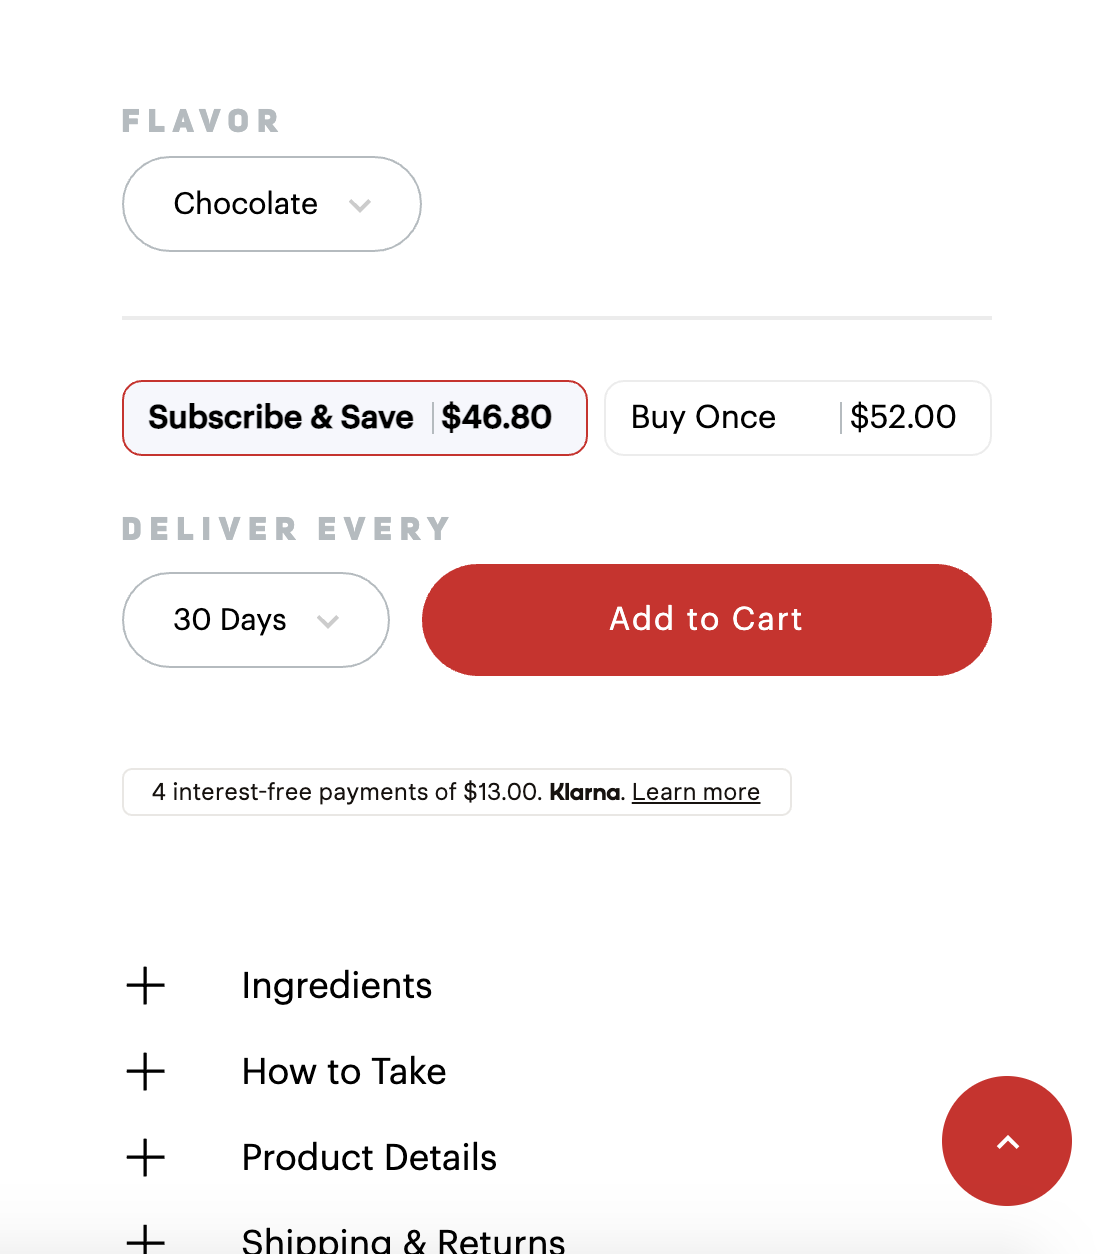 FLAVOR
Chocolate
Subscribe & Save $46.80
Buy Once $52.00
DELIVER EVERY
30 Days
Add to Cart
4 interest-free payments of $13.00. Klarna. Learn more
Ingredients
How to Take
Product Details
Shipping & Returns